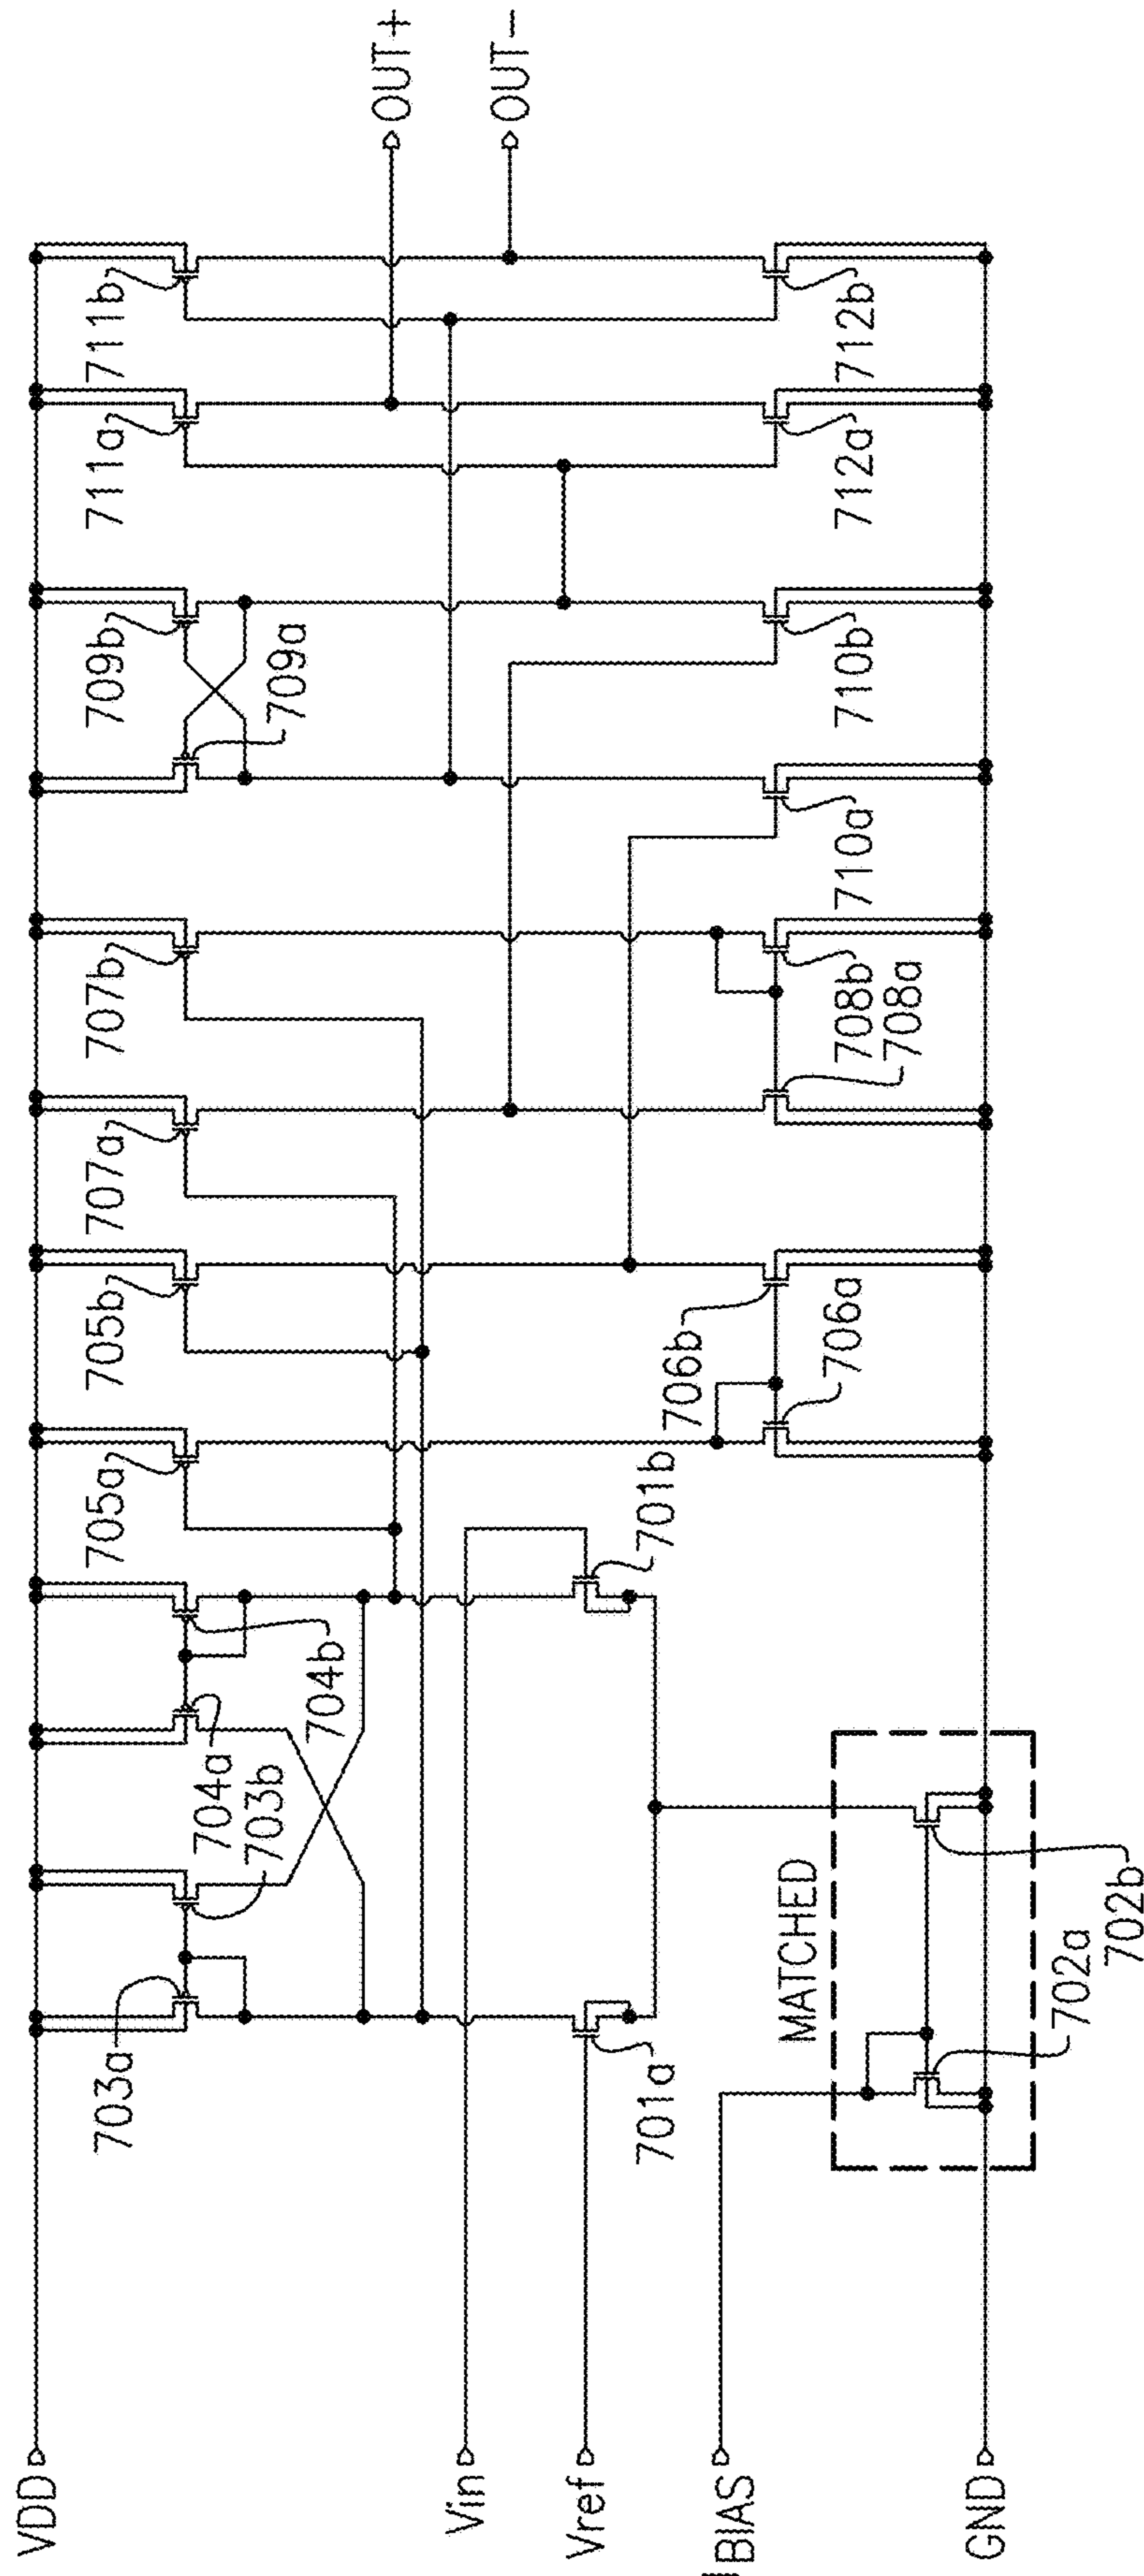 VDD
703a
705a
705b
707a
707b
709b
711a
711b
704a
703b
709a
704b
OUT+
Vin
OUT−
Vref
701a
701b
706b
IBIAS
MATCHED
706a
708b
708a
710a
710b
712a
712b
GND
702a
702b